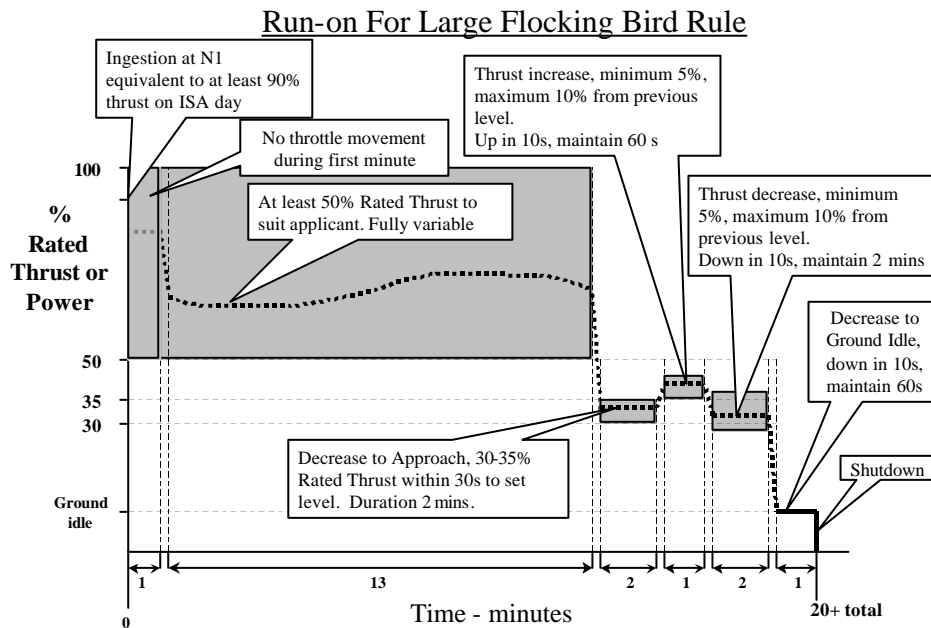 Run-on For Large Flocking Bird Rule
Ingestion at N1
equivalent to at least 90%
thrust on ISA day
No throttle movement
during first minute
At least 50% Rated Thrust to
suit applicant. Fully variable
Thrust increase, minimum 5%,
maximum 10% from previous
level.
Up in 10s, maintain 60 s
Thrust decrease, minimum
5%, maximum 10% from
previous level.
Down in 10s, maintain 2 mins
Decrease to
Ground Idle,
down in 10s,
maintain 60s
Decrease to Approach, 30-35%
Rated Thrust within 30s to set
level. Duration 2 mins.
Shutdown
100
%
Rated
Thrust or
Power
50
35
30
Ground
idle
1
13
2
1
2
1
0
Time - minutes
20+ total